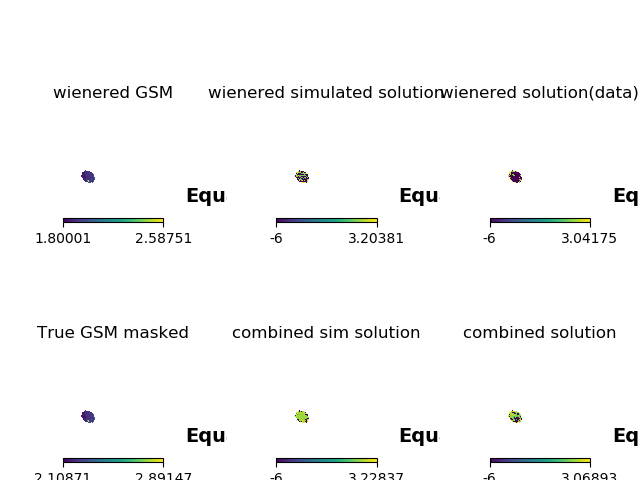 wienered GSM
wienered simulated solution
wienered solution(data)
Equ
Equ
Eq
1.80001 2.58751
-6 3.20381
-6 3.04175
True GSM masked
combined sim solution
combined solution
Equ
Equ
Eq
2.10871 2.89147
-6 3.22837
-6 3.06893